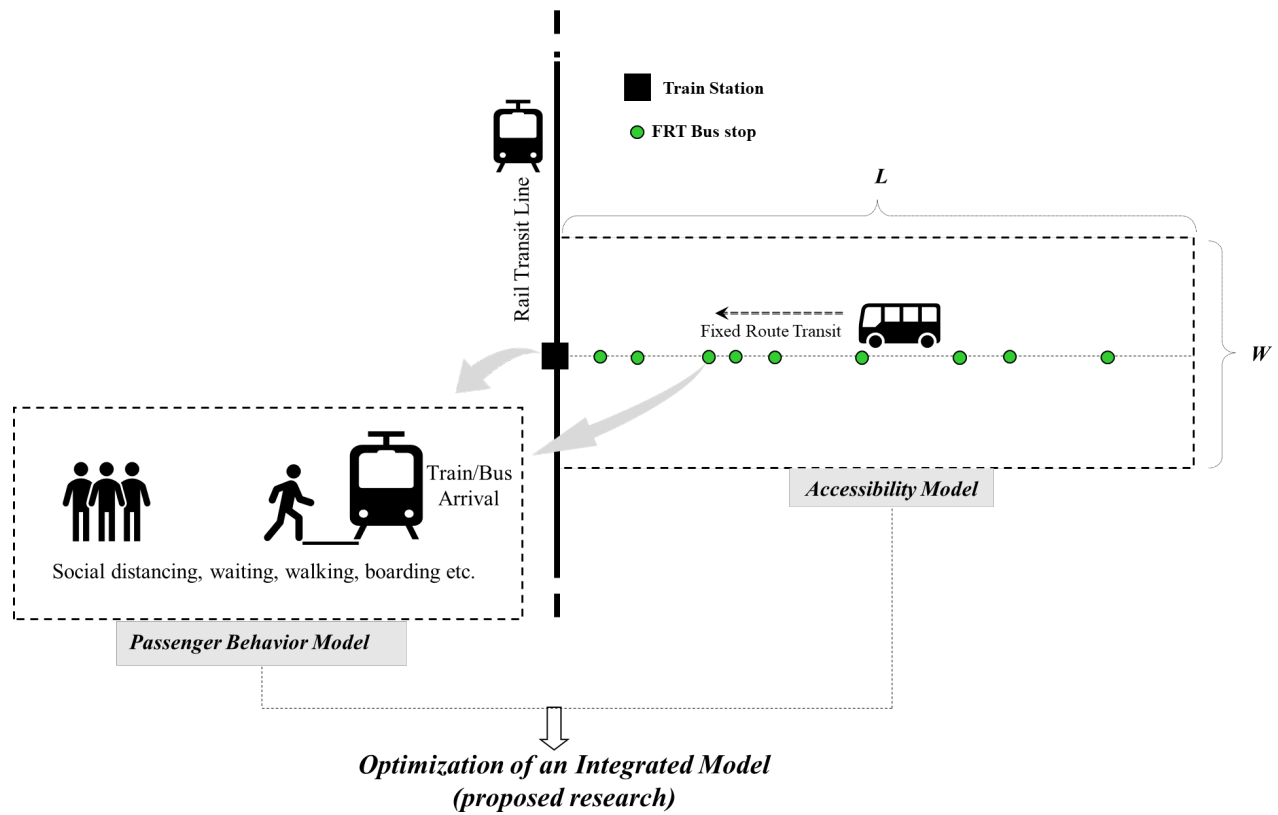 Train Station
FRT Bus stop
L
Rail Transit Line
Fixed Route Transit
W
Train/Bus
Arrival
Accessibility Model
Social distancing, waiting, walking, boarding etc.
Passenger Behavior Model
Optimization of an Integrated Model
(proposed research)